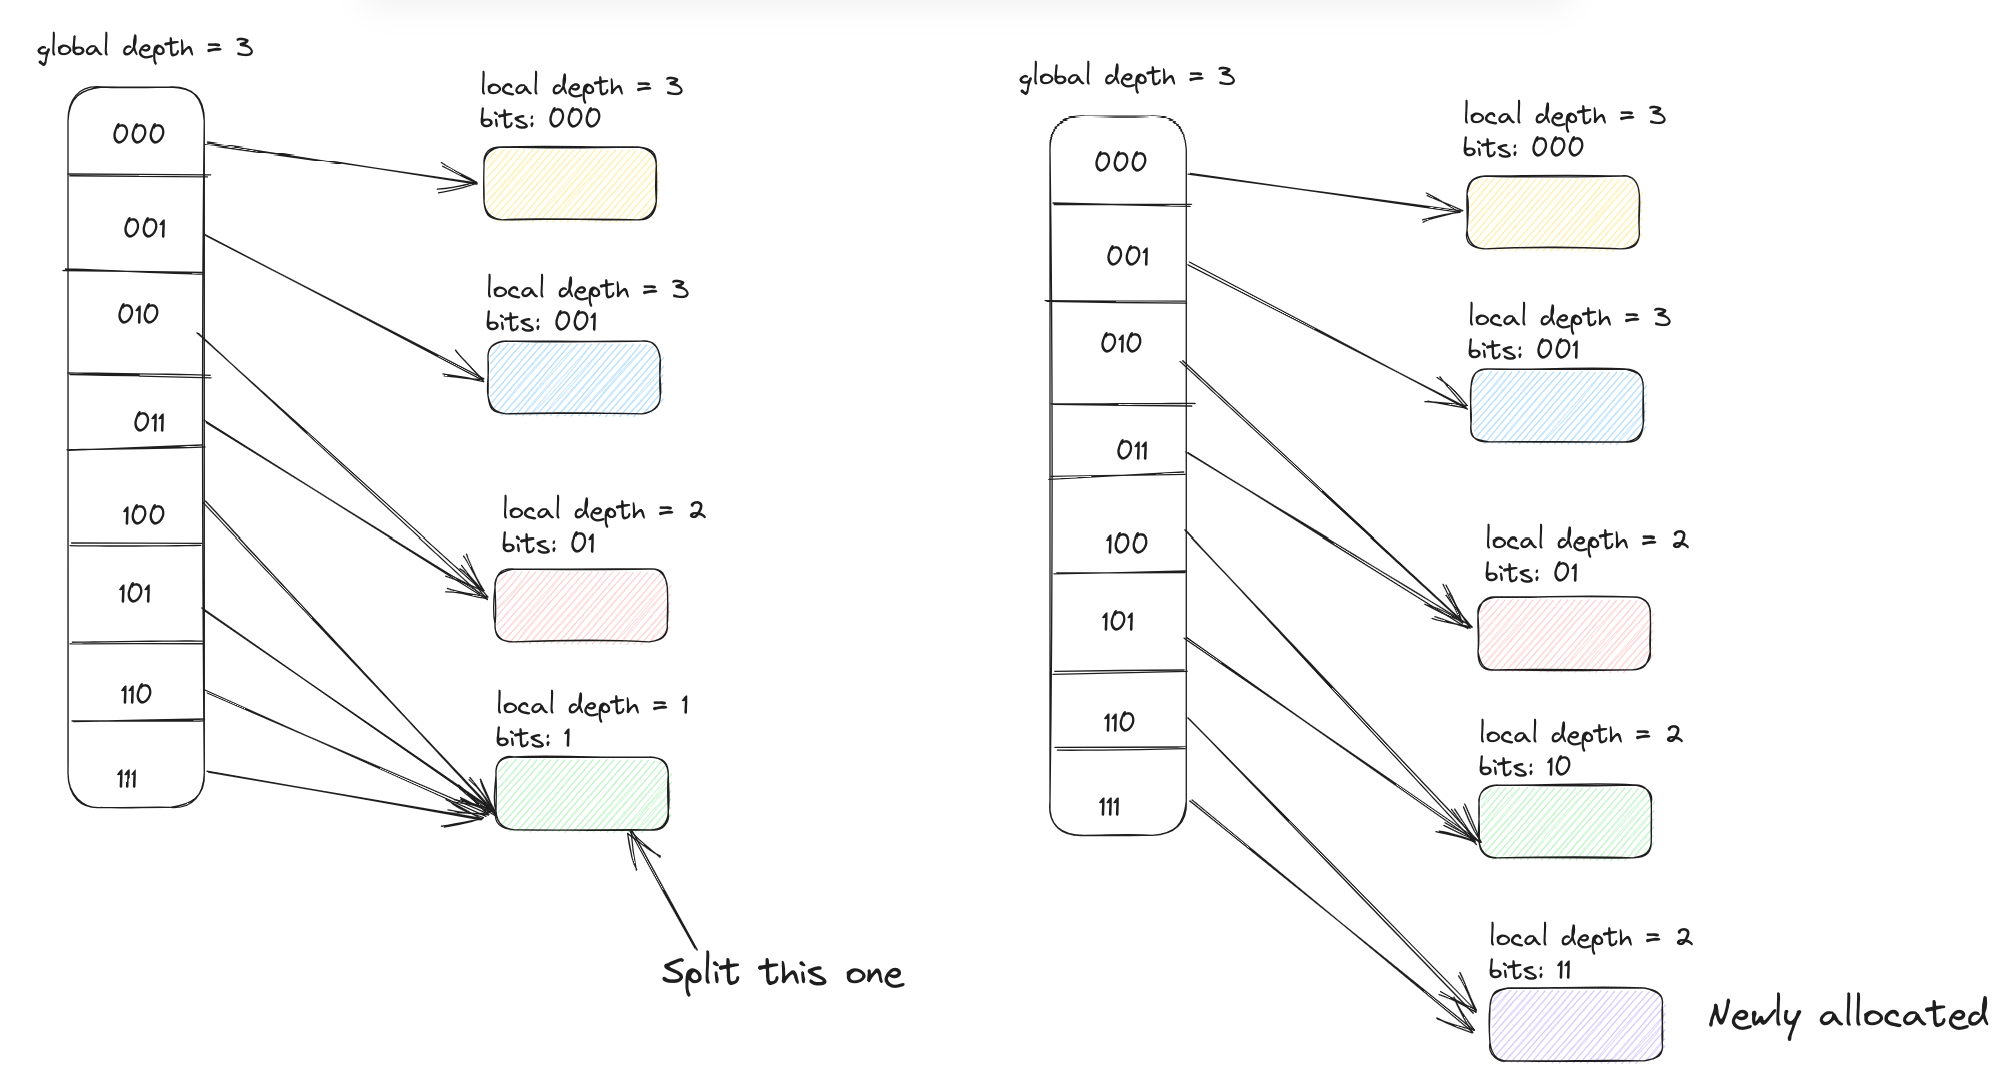 global depth = 3
000
001
010
011
100
101
110
111
local depth = 3
bits: 000
local depth = 3
bits: 001
local depth = 2
bits: 01
local depth = 1
bits: 1
Split this one
global depth = 3
000
001
010
011
100
101
110
111
local depth = 3
bits: 000
local depth = 3
bits: 001
local depth = 2
bits: 01
local depth = 2
bits: 10
local depth = 2
bits: 11
Newly allocated